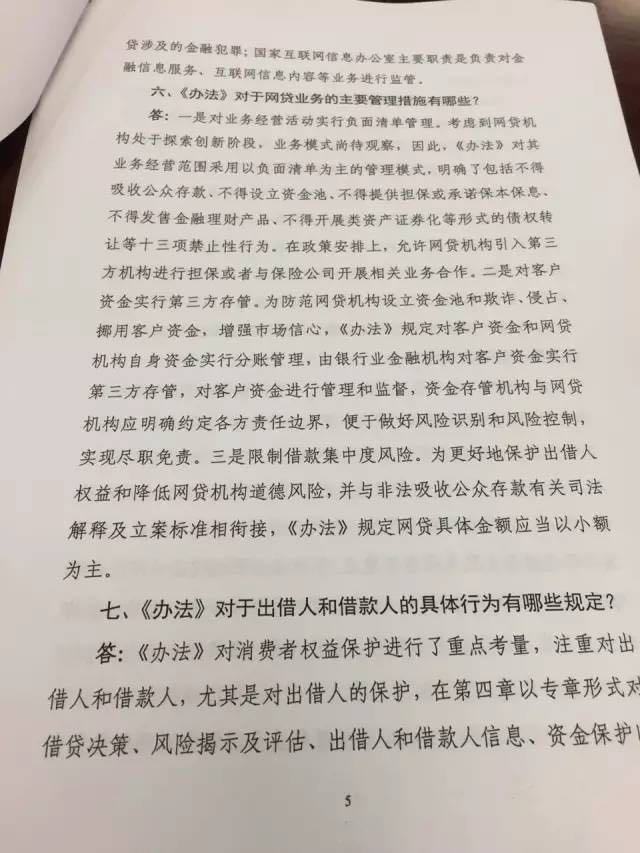 贷涉及的金融犯罪；国家互联网信息办公室主要职责是负责对金
融信息服务、互联网信息内容等业务进行监管。
六、《办法》对于网贷业务的主要管理措施有哪些？
答：一是对业务经营活动实行负面清单管理。考虑到网贷机
构处于探索创新阶段，业务模式尚待观察，因此，《办法》对其
业务经营范围采用以负面清单为主的管理模式，明确了包括不得
吸收公众存款、不得设立资金池、不得提供担保或承诺保本保息、
不得发售金融理财产品、不得开展类资产证券化等形式的债权转
让等十三项禁止性行为。在政策安排上，允许网贷机构引入第三
方机构进行担保或者与保险公司开展相关业务合作。二是对客户
资金实行第三方存管。为防范网贷机构设立资金池和欺诈、侵占、
挪用客户资金，增强市场信心，《办法》规定对客户资金和网贷
机构自身资金实行分账管理，由银行业金融机构对客户资金实行
第三方存管，对客户资金进行管理和监督，资金存管机构与网贷
机构应明确约定各方责任边界，便于做好风险识别和风险控制，
实现尽职免责。三是限制借款集中度风险。为更好地保护出借人
权益和降低网贷机构道德风险，并与非法吸收公众存款有关司法
解释及立案标准相衔接，《办法》规定网贷具体金额应当以小额
为主。
七、《办法》对于出借人和借款人的具体行为有哪些规定？
答：《办法》对消费者权益保护进行了重点考量，注重对出
借人和借款人，尤其是对出借人的保护，在第四章以专章形式对
借贷决策、风险揭示及评估、出借人和借款人信息、资金保护
5